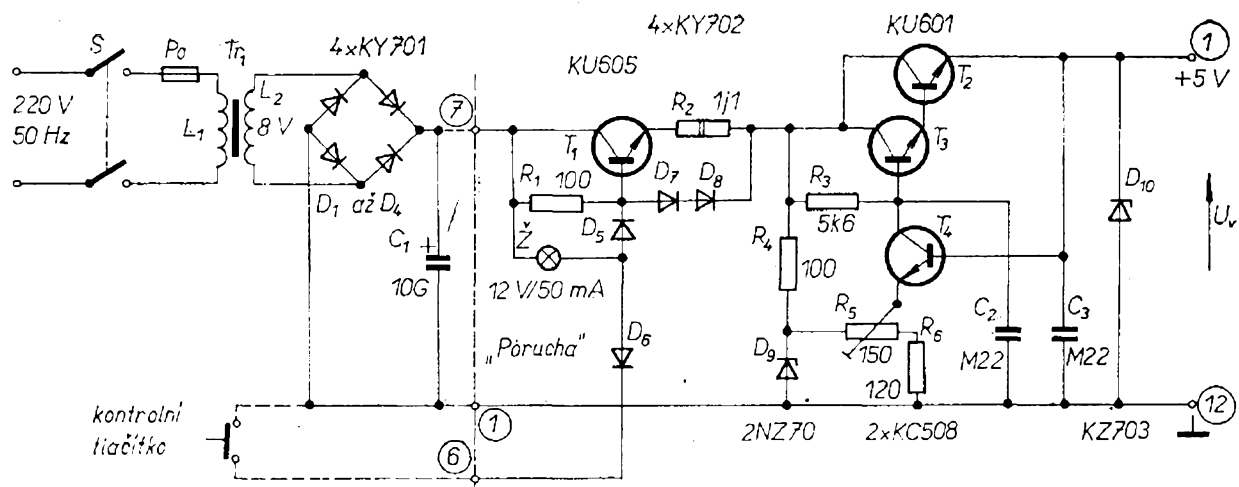 S
Po
Tr₁
4×KY701
220 V
50 Hz
L₁
L₂
8 V
D₁ až D₄
C₁
+
10G
7
KU605
T₁
4×KY702
R₂
1j1
R₁
100
D₅
D₇
D₈
Ž
12 V/50 mA
„Porucha"
D₆
KU601
T₂
T₃
R₃
5k6
R₄
100
T₄
R₅
150
R₆
120
D₉
C₂
M22
C₃
M22
D₁₀
1
+5 V
Uᵥ
12
2NZ70
2×KC508
KZ703
1
6
kontrolní
tlačítko